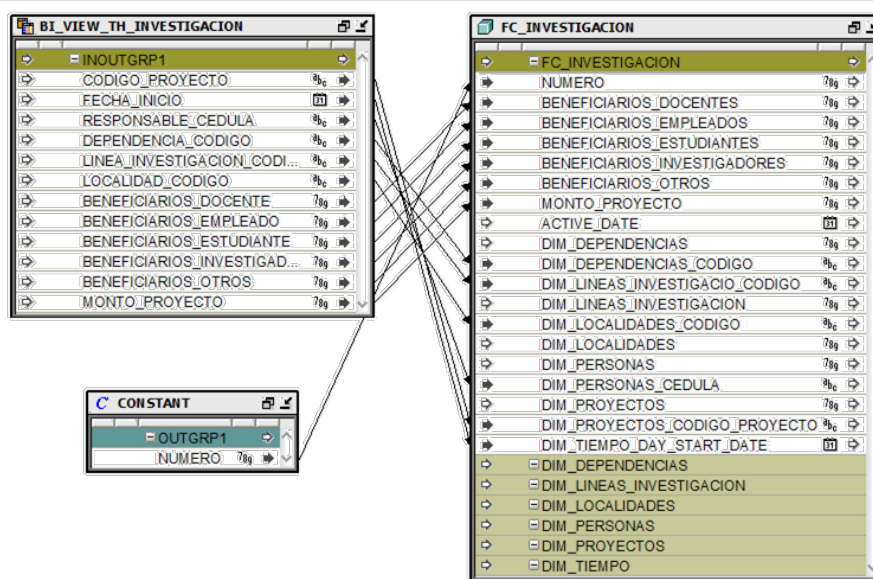 BI_VIEW_TH_INVESTIGACION
INOUTGRP1
CODIGO_PROYECTO
FECHA_INICIO
RESPONSABLE_CEDULA
DEPENDENCIA_CODIGO
LINEA_INVESTIGACION_CODI...
LOCALIDAD_CODIGO
BENEFICIARIOS_DOCENTE
BENEFICIARIOS_EMPLEADO
BENEFICIARIOS_ESTUDIANTE
BENEFICIARIOS_INVESTIGAD...
BENEFICIARIOS_OTROS
MONTO_PROYECTO
C CONSTANT
OUTGRP1
NUMERO
FC_INVESTIGACION
FC_INVESTIGACION
NUMERO
BENEFICIARIOS_DOCENTES
BENEFICIARIOS_EMPLEADOS
BENEFICIARIOS_ESTUDIANTES
BENEFICIARIOS_INVESTIGADORES
BENEFICIARIOS_OTROS
MONTO_PROYECTO
ACTIVE_DATE
DIM_DEPENDENCIAS
DIM_DEPENDENCIAS_CODIGO
DIM_LINEAS_INVESTIGACIO_CODIGO
DIM_LINEAS_INVESTIGACION
DIM_LOCALIDADES_CODIGO
DIM_LOCALIDADES
DIM_PERSONAS
DIM_PERSONAS_CEDULA
DIM_PROYECTOS
DIM_PROYECTOS_CODIGO_PROYECTO
DIM_TIEMPO_DAY_START_DATE
DIM_DEPENDENCIAS
DIM_LINEAS_INVESTIGACION
DIM_LOCALIDADES
DIM_PERSONAS
DIM_PROYECTOS
DIM_TIEMPO